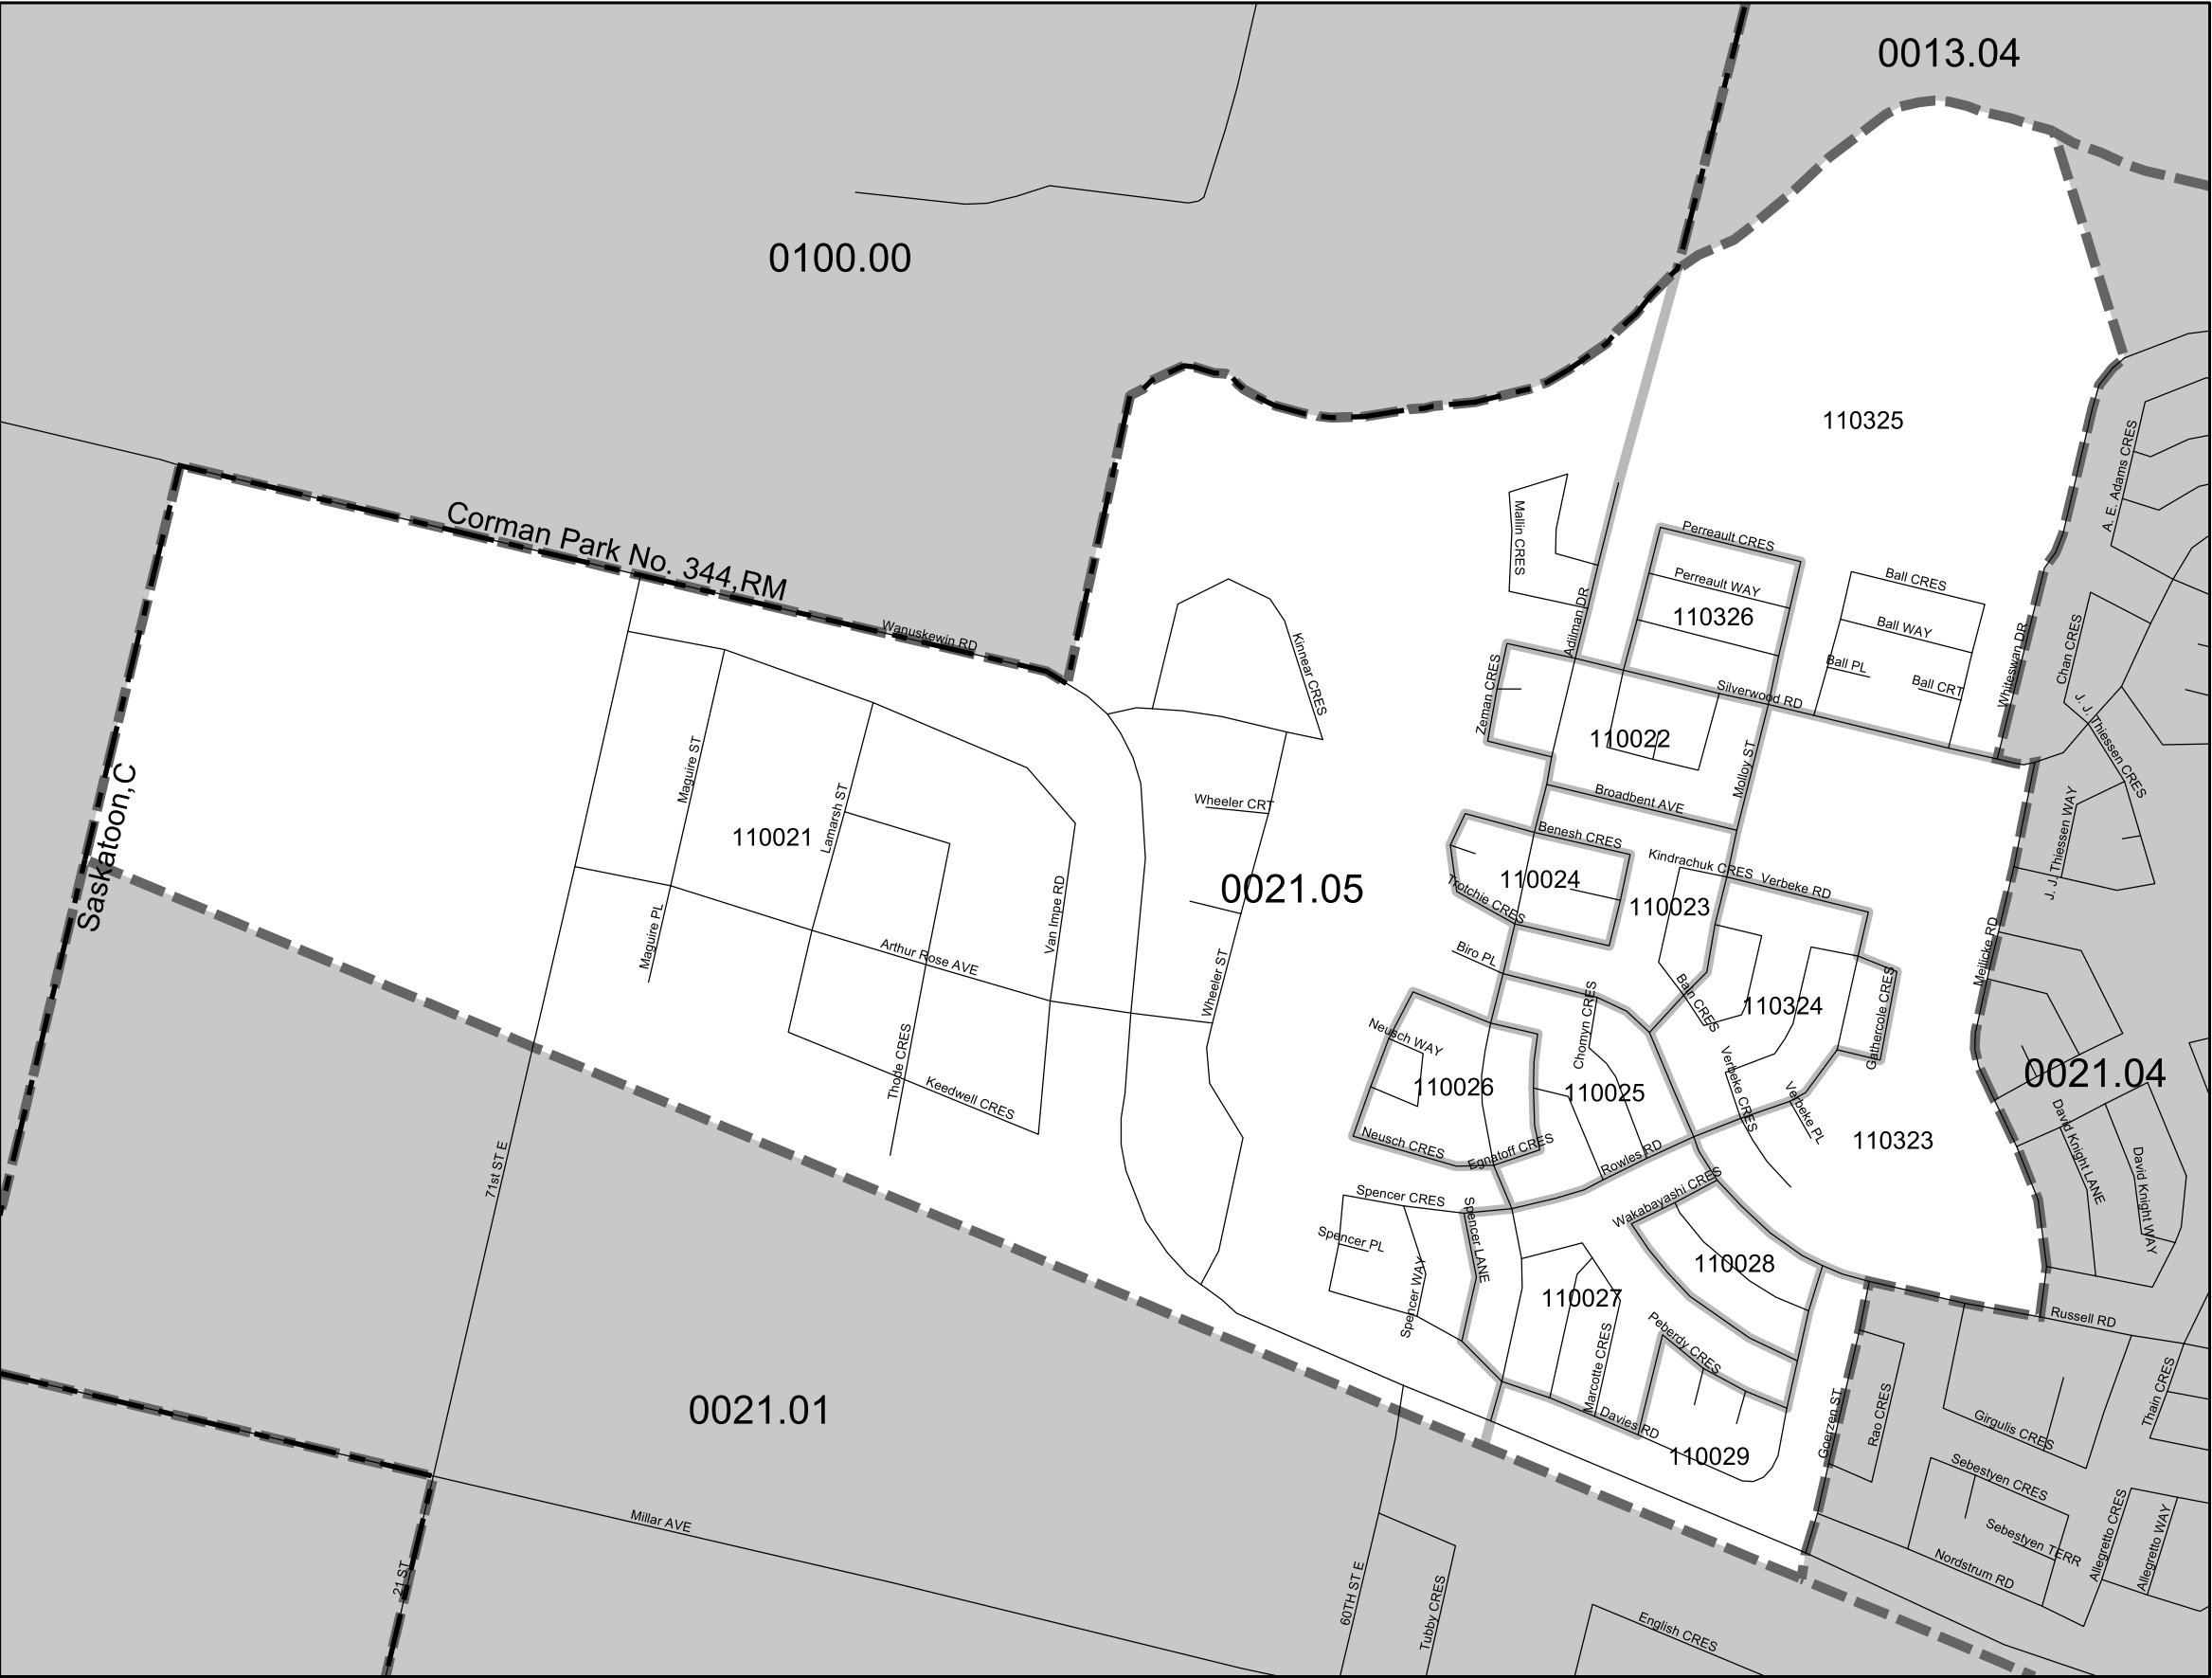 0013.04
0100.00
110325
A. E. Adams CRES
Corman Park No. 344,RM
Mallin CRES
Perreault CRES
Perreault WAY
110326
Ball CRES
Ball WAY
Ball PL
Ball CRT
Adilman DR
Wanuskewin RD
Kinnear CRES
Whiteswan DR
Chan CRES
Zeman CRES
Silverwood RD
110022
J. J. Thiessen CRES
Maguire ST
Molloy ST
Saskatoon,C
Wheeler CRT
Broadbent AVE
J. J. Thiessen WAY
110021
Lamarsh ST
Benesh CRES
Kindrachuk CRES
Verbeke RD
0021.05
110024
110023
Trotchie CRES
Maguire PL
Van Impe RD
Arthur Rose AVE
Wheeler ST
Biro PL
Meilicke RD
Bain CRES
110324
Gathercole CRES
Chomyn CRES
Neusch WAY
Thode CRES
Keedwell CRES
110026
110025
Verbeke CRES
Verbeke PL
0021.04
110323
Neusch CRES
Egnatoff CRES
Rowles RD
David Knight LANE
David Knight WAY
71st ST E
Spencer CRES
Spencer PL
Spencer LANE
Spencer WAY
Wakabayashi CRES
110028
110027
Peberdy CRES
Marcotte CRES
Russell RD
0021.01
Davies RD
110029
Goerzen ST
Rao CRES
Thain CRES
Girgulis CRES
Sebestyen CRES
Sebestyen TERR
Allegretto CRES
Allegretto WAY
Nordstrum RD
Millar AVE
21 ST
60TH ST E
Tubby CRES
English CRES